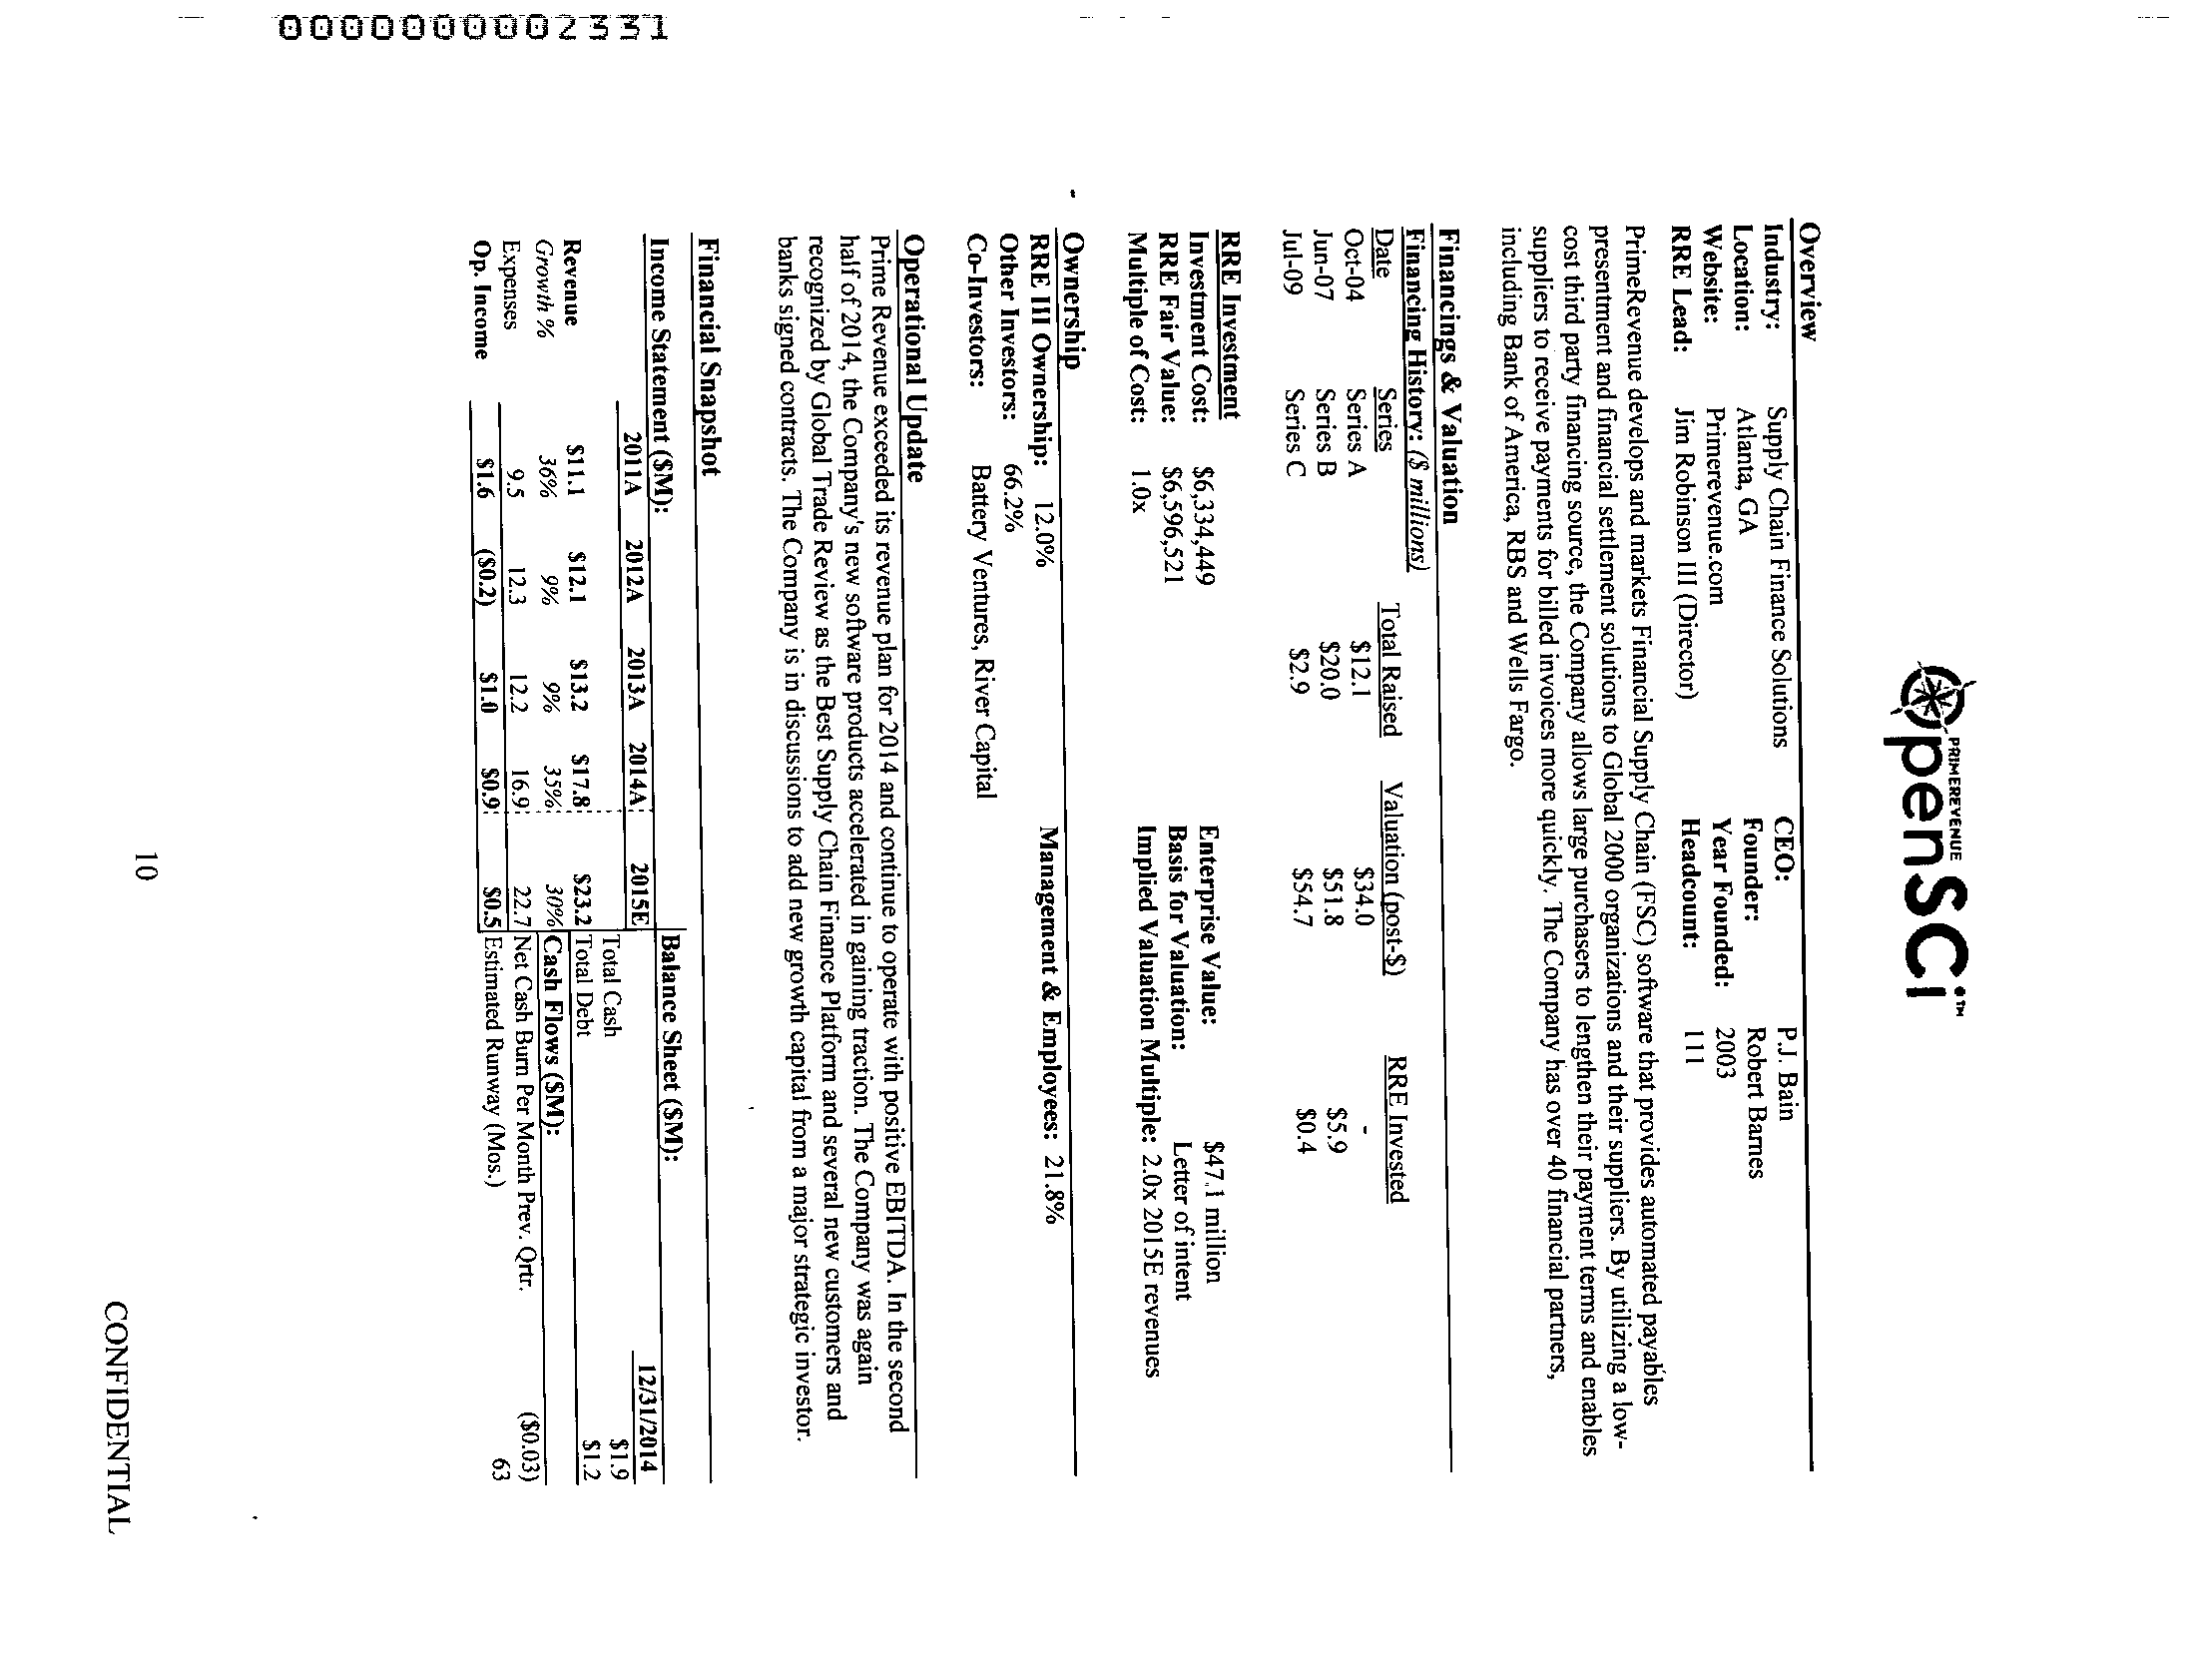 0000000002331
PRIMEREVENUE
OpenSCi™
Overview
Industry: Supply Chain Finance Solutions CEO: P.J. Bain
Location: Atlanta, GA Founder: Robert Barnes
Website: Primerevenue.com Year Founded: 2003
RRE Lead: Jim Robinson III (Director) Headcount: 111
PrimeRevenue develops and markets Financial Supply Chain (FSC) software that provides automated payables
presentment and financial settlement solutions to Global 2000 organizations and their suppliers. By utilizing a low-
cost third party financing source, the Company allows large purchasers to lengthen their payment terms and enables
suppliers to receive payments for billed invoices more quickly. The Company has over 40 financial partners,
including Bank of America, RBS and Wells Fargo.
Financings & Valuation
Financing History: ($ millions)
Date Series Total Raised Valuation (post-$) RRE Invested
Oct-04 Series A $12.1 $34.0 -
Jun-07 Series B $20.0 $51.8 $5.9
Jul-09 Series C $2.9 $54.7 $0.4
RRE Investment
Investment Cost: $6,334,449 Enterprise Value: $47.1 million
RRE Fair Value: $6,596,521 Basis for Valuation: Letter of intent
Multiple of Cost: 1.0x Implied Valuation Multiple: 2.0x 2015E revenues
Ownership
RRE III Ownership: 12.0% Management & Employees: 21.8%
Other Investors: 66.2%
Co-Investors: Battery Ventures, River Capital
Operational Update
Prime Revenue exceeded its revenue plan for 2014 and continue to operate with positive EBITDA. In the second
half of 2014, the Company's new software products accelerated in gaining traction. The Company was again
recognized by Global Trade Review as the Best Supply Chain Finance Platform and several new customers and
banks signed contracts. The Company is in discussions to add new growth capital from a major strategic investor.
Financial Snapshot
Income Statement ($M): Balance Sheet ($M):
2011A 2012A 2013A 2014A 2015E 12/31/2014
Total Cash $1.9
Revenue $11.1 $12.1 $13.2 $17.8 $23.2 Total Debt $1.2
Growth % 36% 9% 9% 35% 30% Cash Flows ($M):
Expenses 9.5 12.3 12.2 16.9 22.7 Net Cash Burn Per Month Prev. Qrtr. ($0.03)
Op. Income $1.6 ($0.2) $1.0 $0.9 $0.5 Estimated Runway (Mos.) 63
10
CONFIDENTIAL